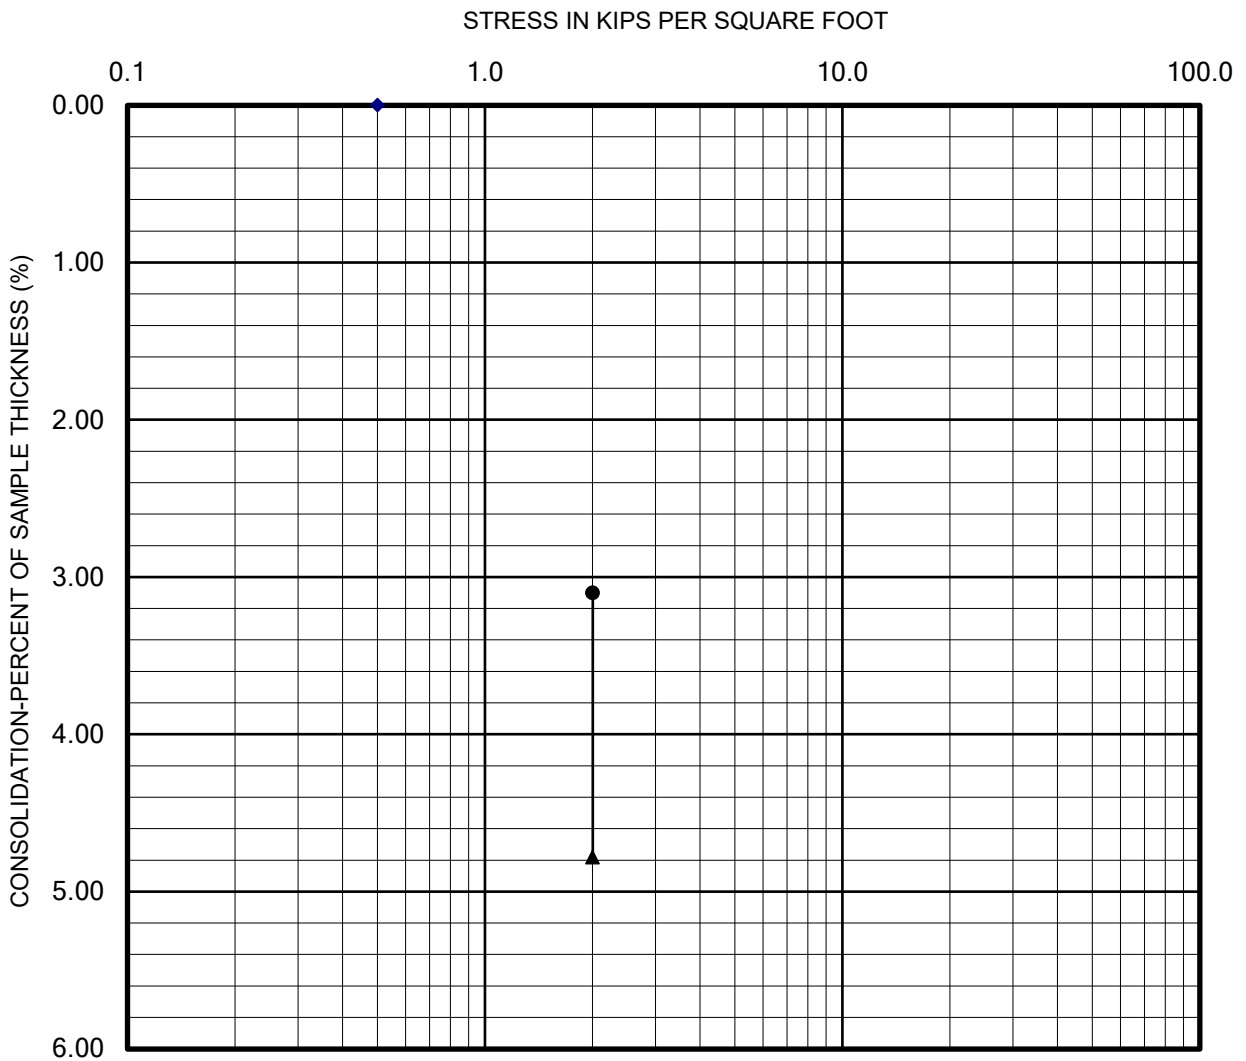 STRESS IN KIPS PER SQUARE FOOT
0.1 1.0 10.0 100.0
CONSOLIDATION-PERCENT OF SAMPLE THICKNESS (%)
0.00
1.00
2.00
3.00
4.00
5.00
6.00